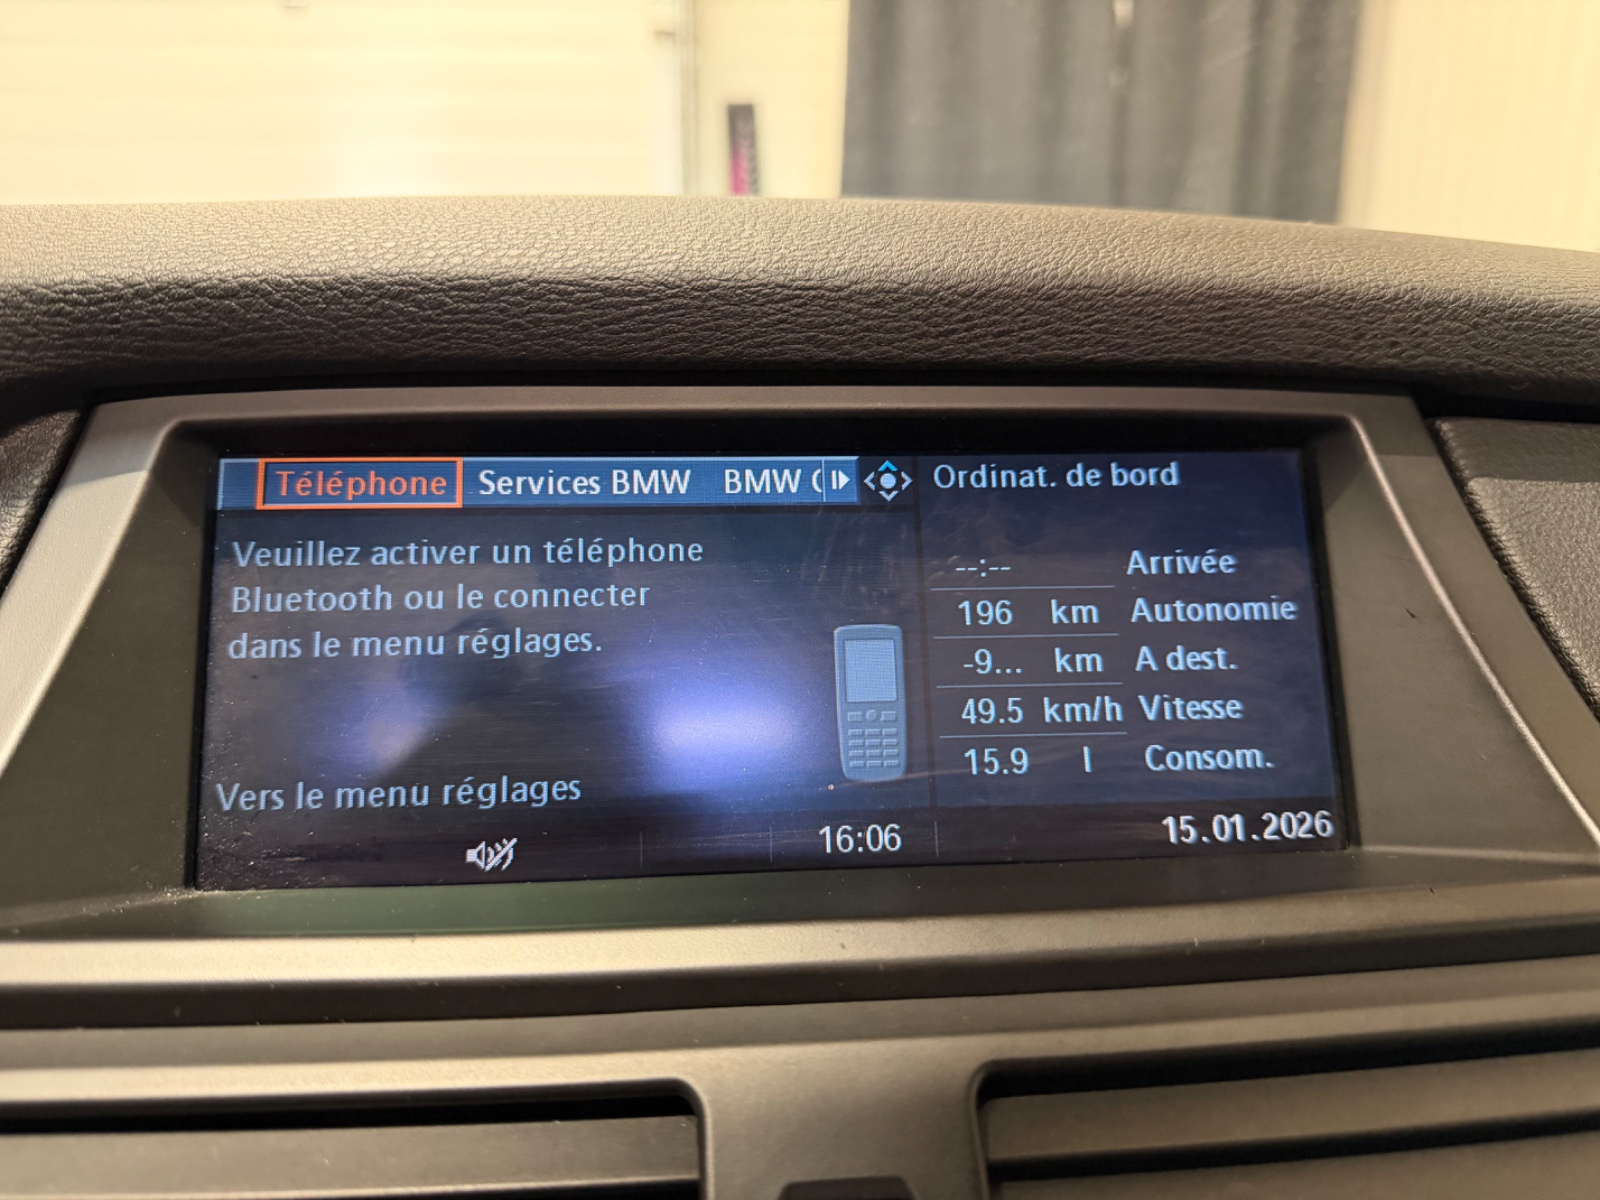 Téléphone Services BMW BMW
Veuillez activer un téléphone
Bluetooth ou le connecter
dans le menu réglages.
Vers le menu réglages
Ordinat. de bord
--:-- Arrivée
196 km Autonomie
-9... km A dest.
49.5 km/h Vitesse
15.9 l Consom.
16:06
15.01.2026